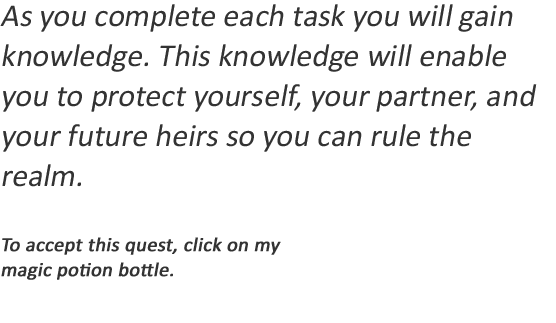 As you complete each task you will gain
knowledge. This knowledge will enable
you to protect yourself, your partner, and
your future heirs so you can rule the
realm.
To accept this quest, click on my
magic potion bottle.